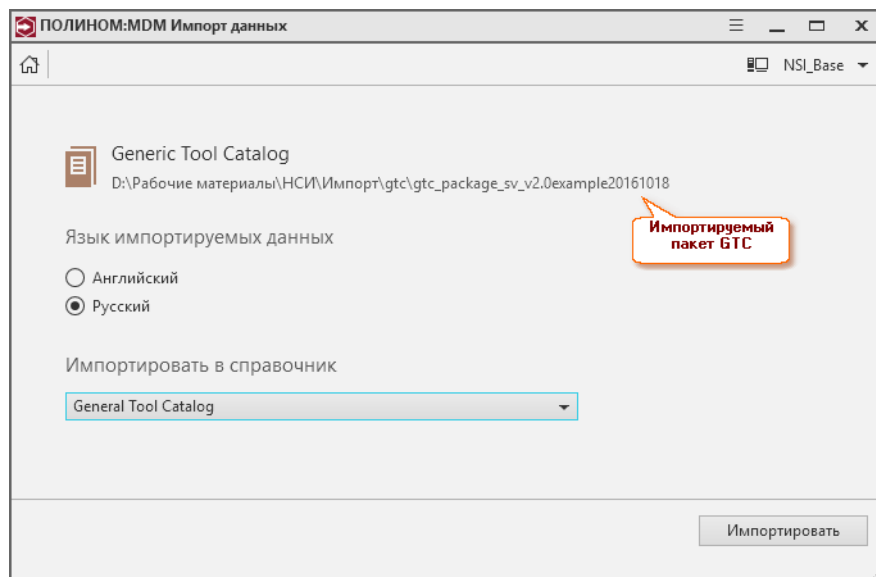 ПОЛИНОМ:MDM Импорт данных
NSI_Base
Generic Tool Catalog
D:\Рабочие материалы\НСИ\Импорт\gtc\gtc_package_sv_v2.0example20161018
Импортируемый
пакет GTC
Язык импортируемых данных
Английский
Русский
Импортировать в справочник
General Tool Catalog
Импортировать